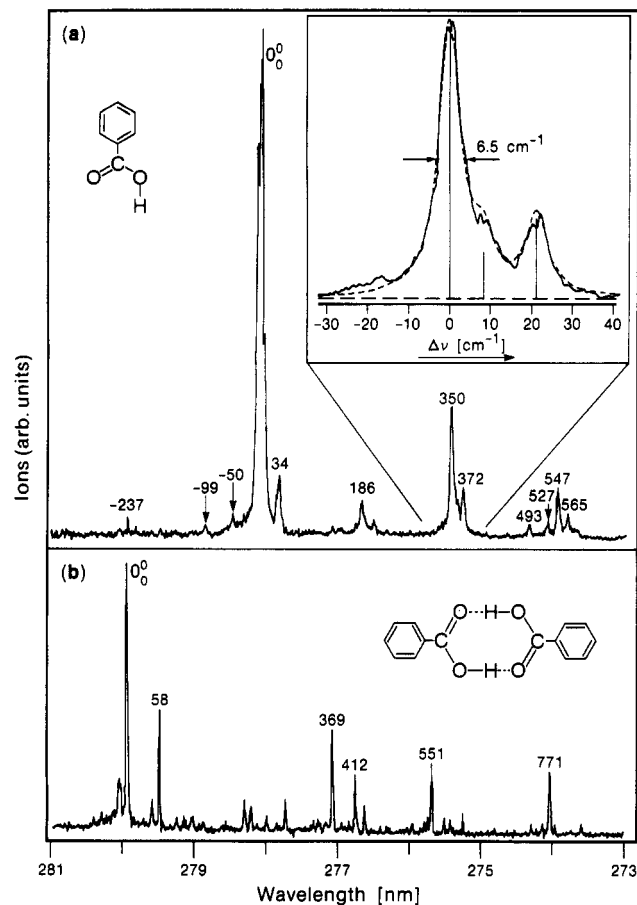 (a)
0⁰₀
O
O
H
6.5 cm⁻¹
-30 -20 -10 0 10 20 30 40
Δν [cm⁻¹]
Ions (arb. units)
-237
-99
-50
34
186
350
372
493
527
547
565
(b)
0⁰₀
O···H–O
O–H···O
58
369
412
551
771
281 279 277 275 273
Wavelength [nm]